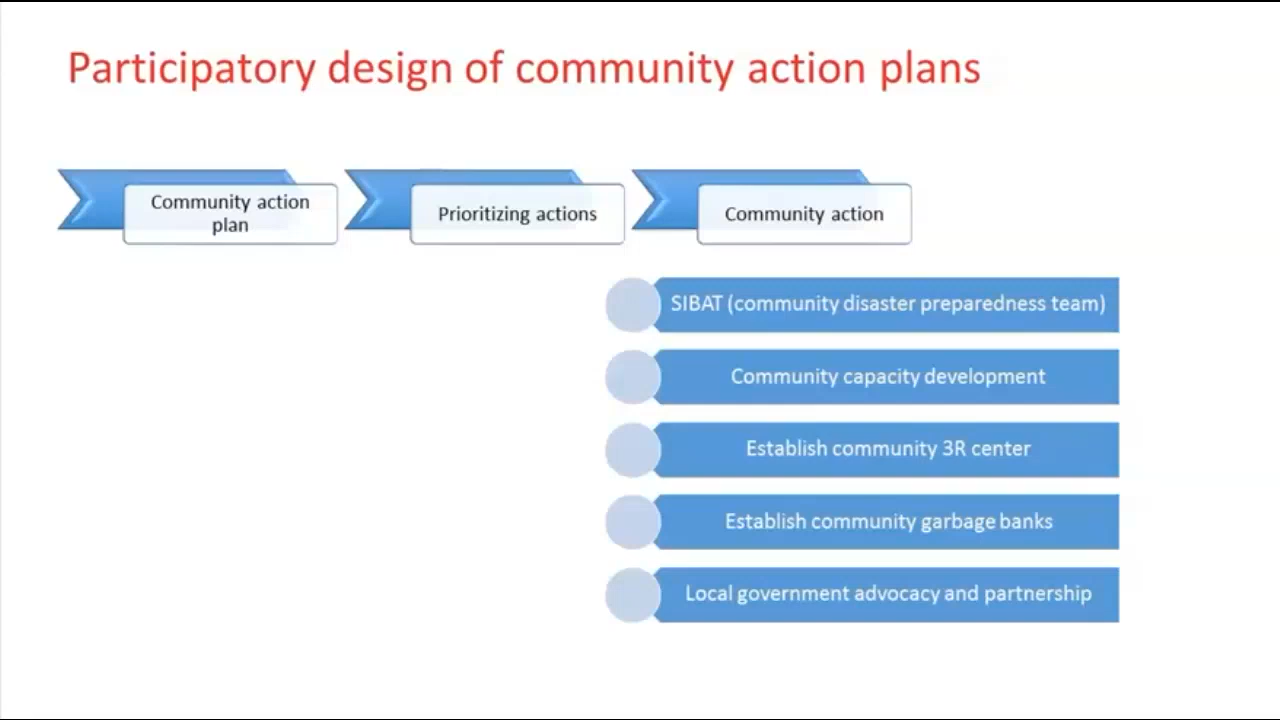 Participatory design of community action plans
Community action
plan
Prioritizing actions
Community action
SIBAT (community disaster preparedness team)
Community capacity development
Establish community 3R center
Establish community garbage banks
Local government advocacy and partnership